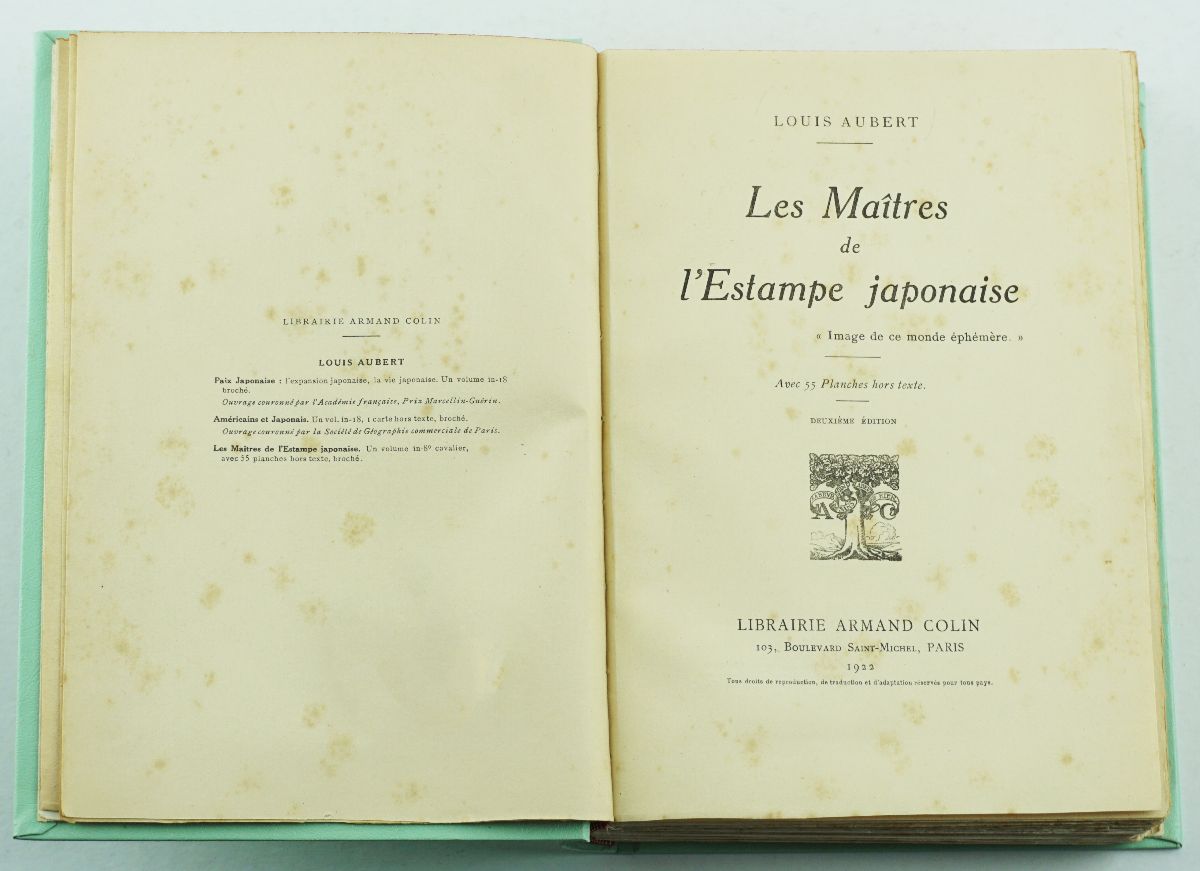 LIBRAIRIE ARMAND COLIN
LOUIS AUBERT
Paix Japonaise : l'expansion japonaise, la vie japonaise. Un volume in-18
broché.
Ouvrage couronné par l'Académie française, Prix Marcellin-Guérin.
Américains et Japonais. Un vol. in-18, 1 carte hors texte, broché.
Ouvrage couronné par la Société de Géographie commerciale de Paris.
Les Maîtres de l'Estampe japonaise. Un volume in-8º cavalier,
avec 55 planches hors texte, broché.
LOUIS AUBERT
Les Maîtres
de
l'Estampe japonaise
« Image de ce monde éphémère. »
Avec 55 Planches hors texte.
DEUXIÈME ÉDITION
A C
LIBRAIRIE ARMAND COLIN
103, BOULEVARD SAINT-MICHEL, PARIS
1922
Tous droits de reproduction, de traduction et d'adaptation réservés pour tous pays.